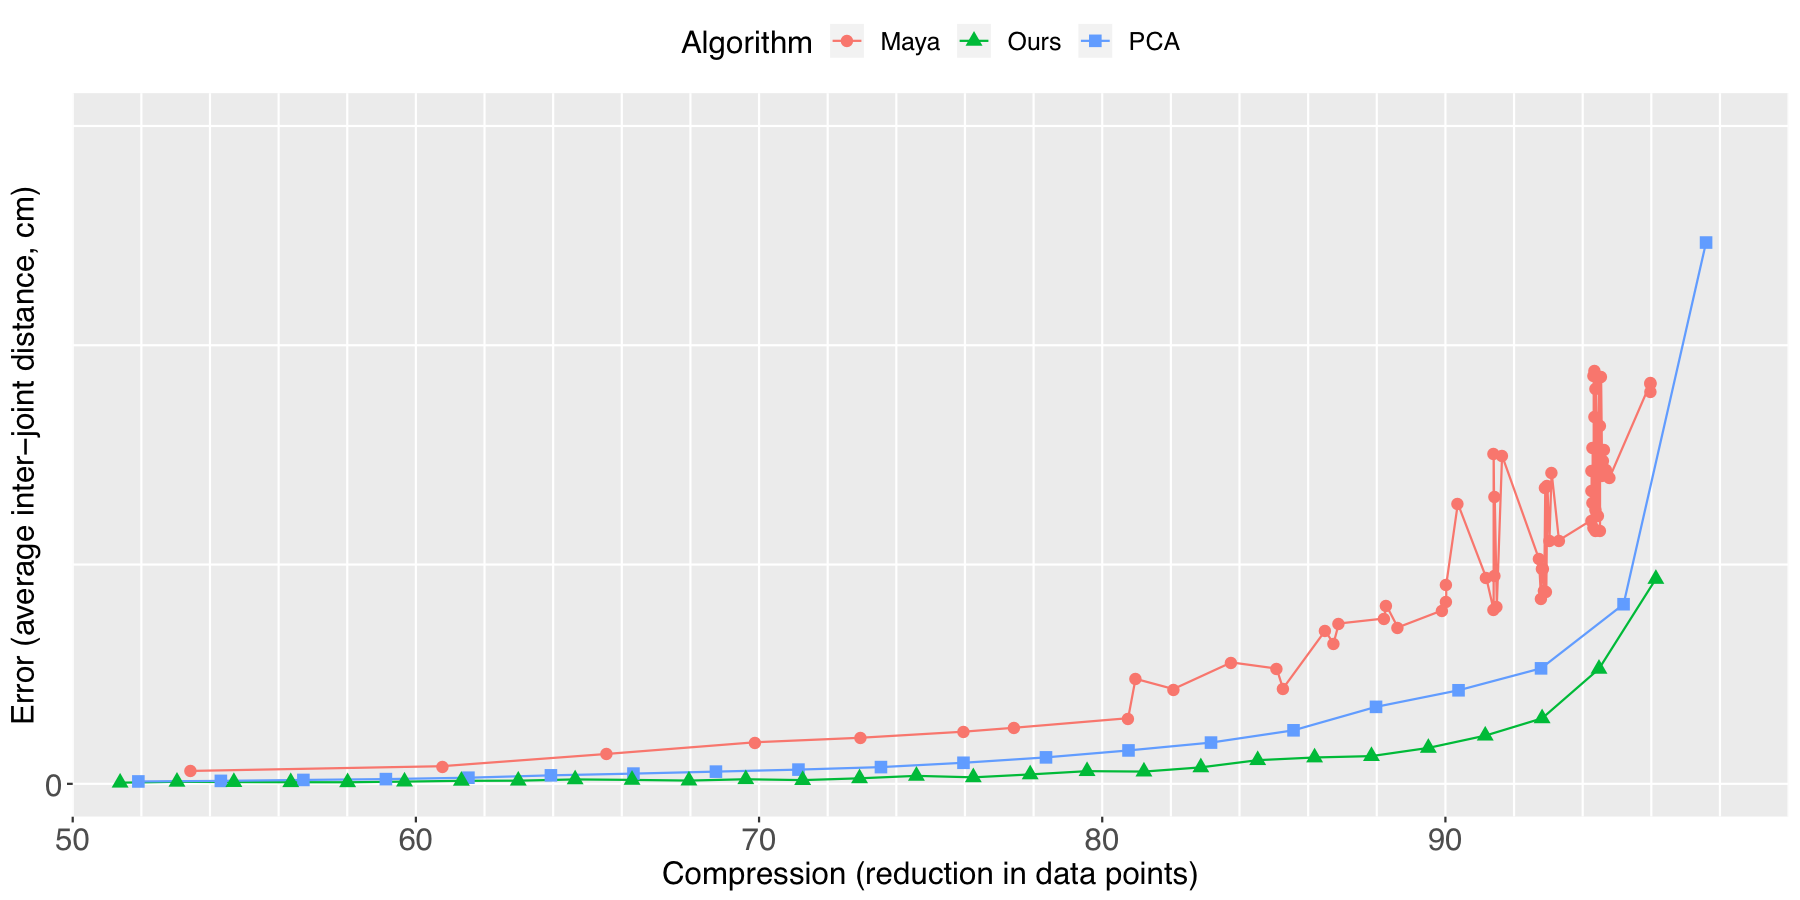 Algorithm Maya Ours PCA
Error (average inter−joint distance, cm)
0
50 60 70 80 90
Compression (reduction in data points)